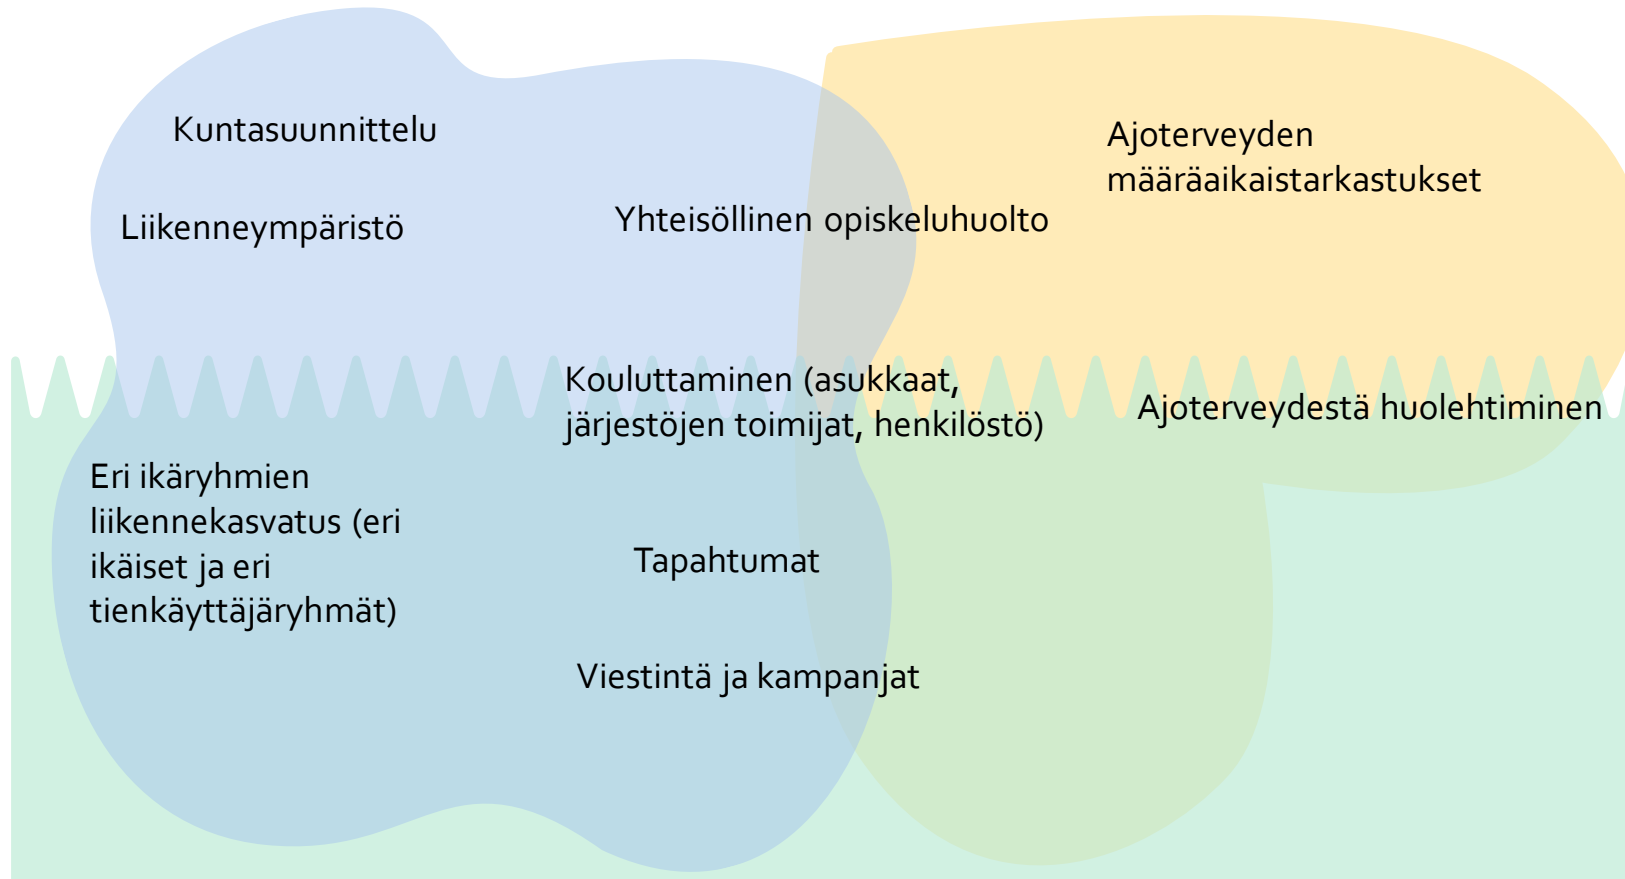 Kuntasuunnittelu
Liikenneympäristö
Yhteisöllinen opiskeluhuolto
Ajoterveyden
määräaikaistarkastukset
Kouluttaminen (asukkaat,
järjestöjen toimijat, henkilöstö)
Ajoterveydestä huolehtiminen
Eri ikäryhmien
liikennekasvatus (eri
ikäiset ja eri
tienkäyttäjäryhmät)
Tapahtumat
Viestintä ja kampanjat